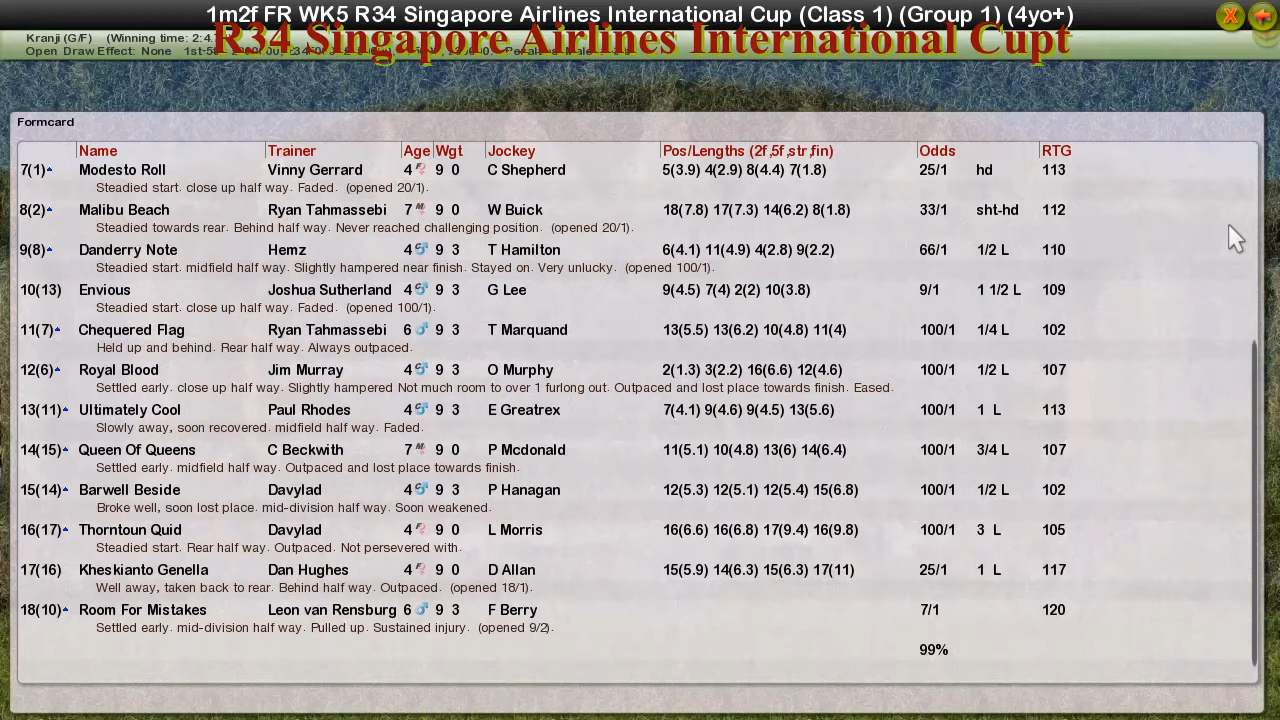 1m2f FR WK5 R34 Singapore Airlines International Cup (Class 1) (Group 1) (4yo+)
R34 Singapore Airlines International Cupt
Kranji (G/F) (Winning time: 2:4.
Open Draw Effect: None 1st-5
Formcard
Name Trainer Age Wgt Jockey Pos/Lengths (2f,5f,str,fin) Odds RTG
7(1) Modesto Roll Vinny Gerrard 4 9 0 C Shepherd 5(3.9) 4(2.9) 8(4.4) 7(1.8) 25/1 hd 113
Steadied start. close up half way. Faded. (opened 20/1).
8(2) Malibu Beach Ryan Tahmassebi 7 9 0 W Buick 18(7.8) 17(7.3) 14(6.2) 8(1.8) 33/1 sht-hd 112
Steadied towards rear. Behind half way. Never reached challenging position. (opened 20/1).
9(8) Danderry Note Hemz 4 9 3 T Hamilton 6(4.1) 11(4.9) 4(2.8) 9(2.2) 66/1 1/2 L 110
Steadied start. midfield half way. Slightly hampered near finish. Stayed on. Very unlucky. (opened 100/1).
10(13) Envious Joshua Sutherland 4 9 3 G Lee 9(4.5) 7(4) 2(2) 10(3.8) 9/1 1 1/2 L 109
Steadied start. close up half way. Faded. (opened 100/1).
11(7) Chequered Flag Ryan Tahmassebi 6 9 3 T Marquand 13(5.5) 13(6.2) 10(4.8) 11(4) 100/1 1/4 L 102
Held up and behind. Rear half way. Always outpaced.
12(6) Royal Blood Jim Murray 4 9 3 O Murphy 2(1.3) 3(2.2) 16(6.6) 12(4.6) 100/1 1/2 L 107
Settled early. close up half way. Slightly hampered Not much room to over 1 furlong out. Outpaced and lost place towards finish. Eased.
13(11) Ultimately Cool Paul Rhodes 4 9 3 E Greatrex 7(4.1) 9(4.6) 9(4.5) 13(5.6) 100/1 1 L 113
Slowly away, soon recovered. midfield half way. Faded.
14(15) Queen Of Queens C Beckwith 7 9 0 P Mcdonald 11(5.1) 10(4.8) 13(6) 14(6.4) 100/1 3/4 L 107
Settled early. midfield half way. Outpaced and lost place towards finish.
15(14) Barwell Beside Davylad 4 9 3 P Hanagan 12(5.3) 12(5.1) 12(5.4) 15(6.8) 100/1 1/2 L 102
Broke well, soon lost place. mid-division half way. Soon weakened.
16(17) Thorntoun Quid Davylad 4 9 0 L Morris 16(6.6) 16(6.8) 17(9.4) 16(9.8) 100/1 3 L 105
Steadied start. Rear half way. Outpaced. Not persevered with.
17(16) Kheskianto Genella Dan Hughes 4 9 0 D Allan 15(5.9) 14(6.3) 15(6.3) 17(11) 25/1 1 L 117
Well away, taken back to rear. Behind half way. Outpaced. (opened 18/1).
18(10) Room For Mistakes Leon van Rensburg 6 9 3 F Berry 7/1 120
Settled early. mid-division half way. Pulled up. Sustained injury. (opened 9/2).
99%